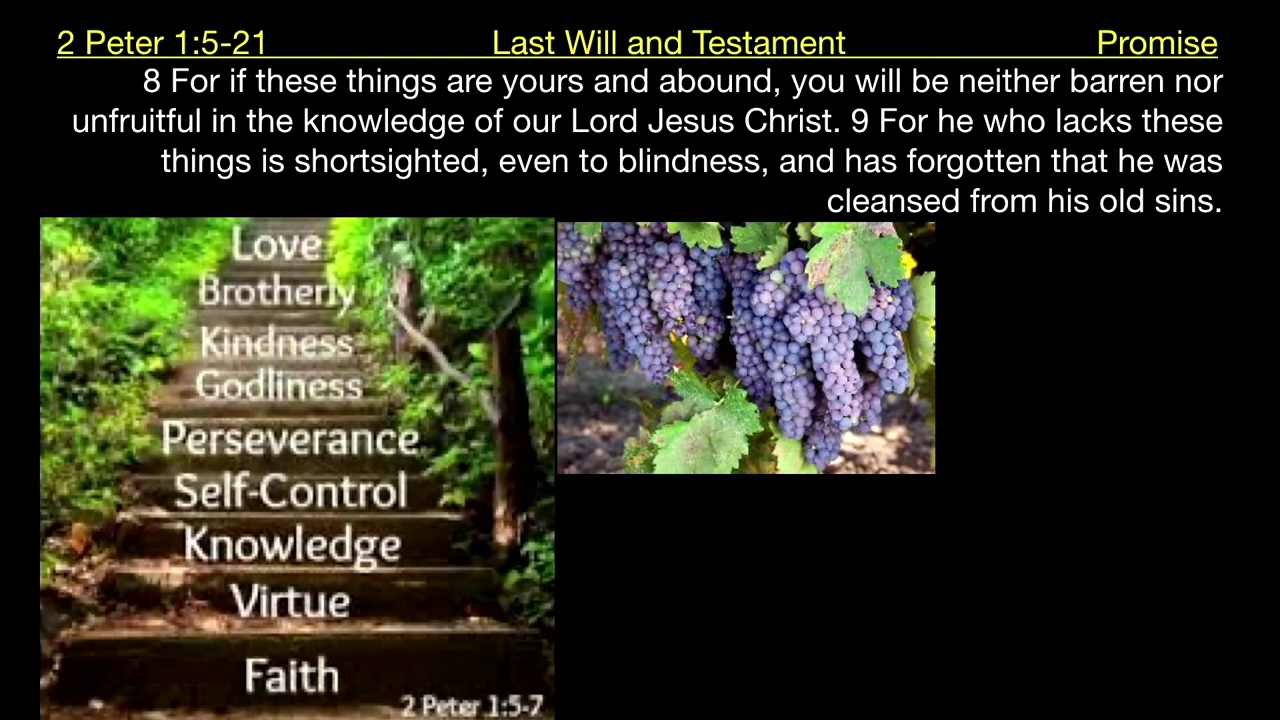 2 Peter 1:5-21 Last Will and Testament Promise
8 For if these things are yours and abound, you will be neither barren nor
unfruitful in the knowledge of our Lord Jesus Christ. 9 For he who lacks these
things is shortsighted, even to blindness, and has forgotten that he was
cleansed from his old sins.
Love
Brotherly
Kindness
Godliness
Perseverance
Self-Control
Knowledge
Virtue
Faith
2 Peter 1:5-7